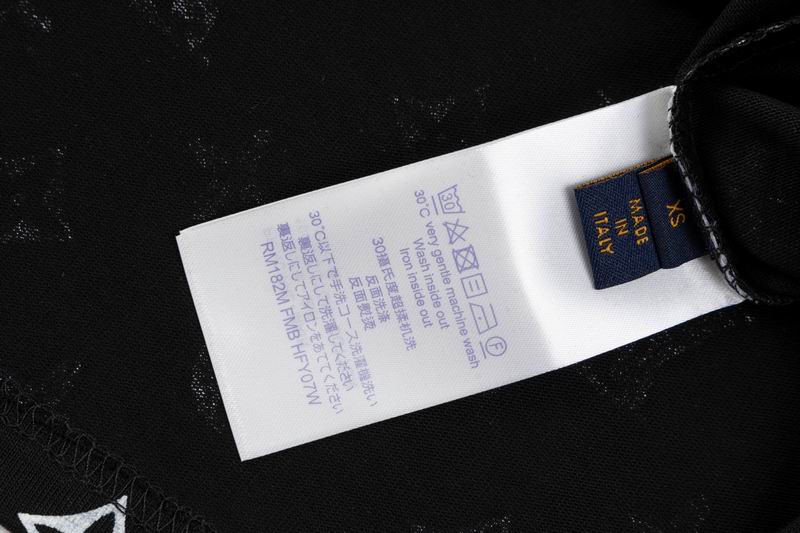 XS
MADE
IN
ITALY
30
F
30°C very gentle machine wash
Wash inside out
Iron inside out
30摄氏度超柔机洗
反面洗涤
反面熨烫
30℃以下で手洗コース洗濯機洗い
裏返しにして洗濯してください
裏返しにしてアイロンをあててください
RM182M FMB HFY07W